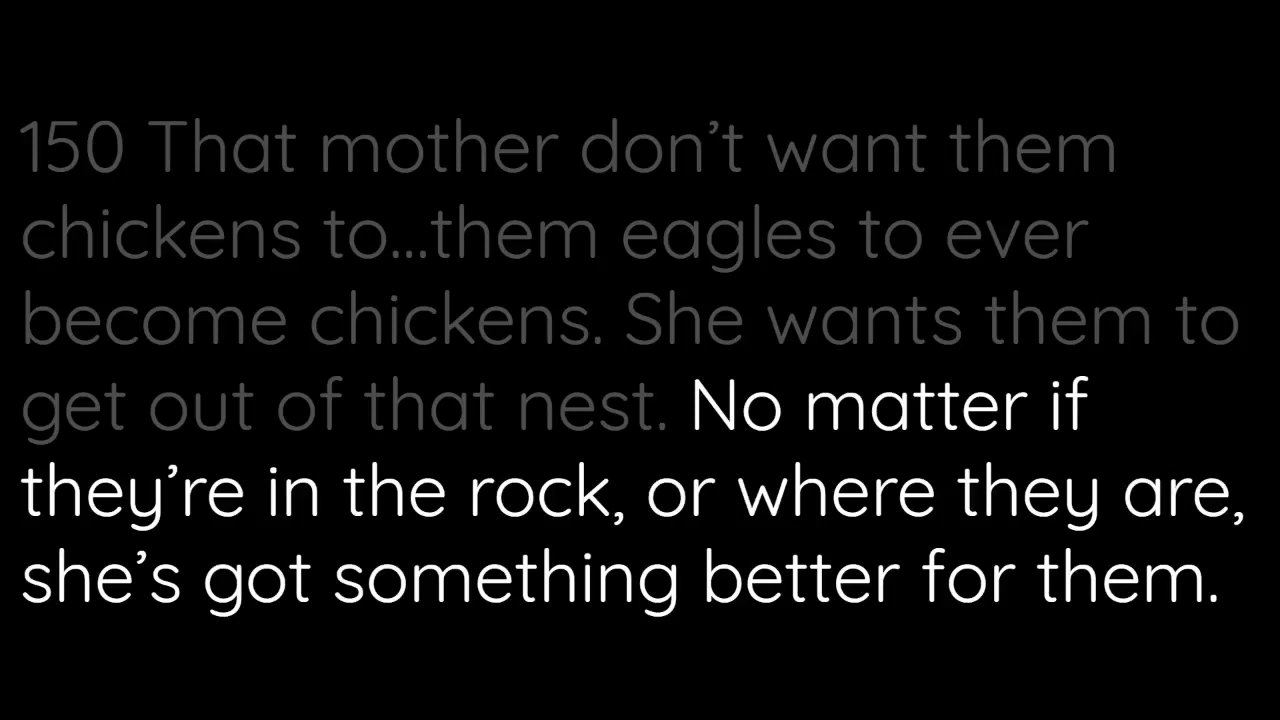 150 That mother don’t want them
chickens to...them eagles to ever
become chickens. She wants them to
get out of that nest. No matter if
they’re in the rock, or where they are,
she’s got something better for them.